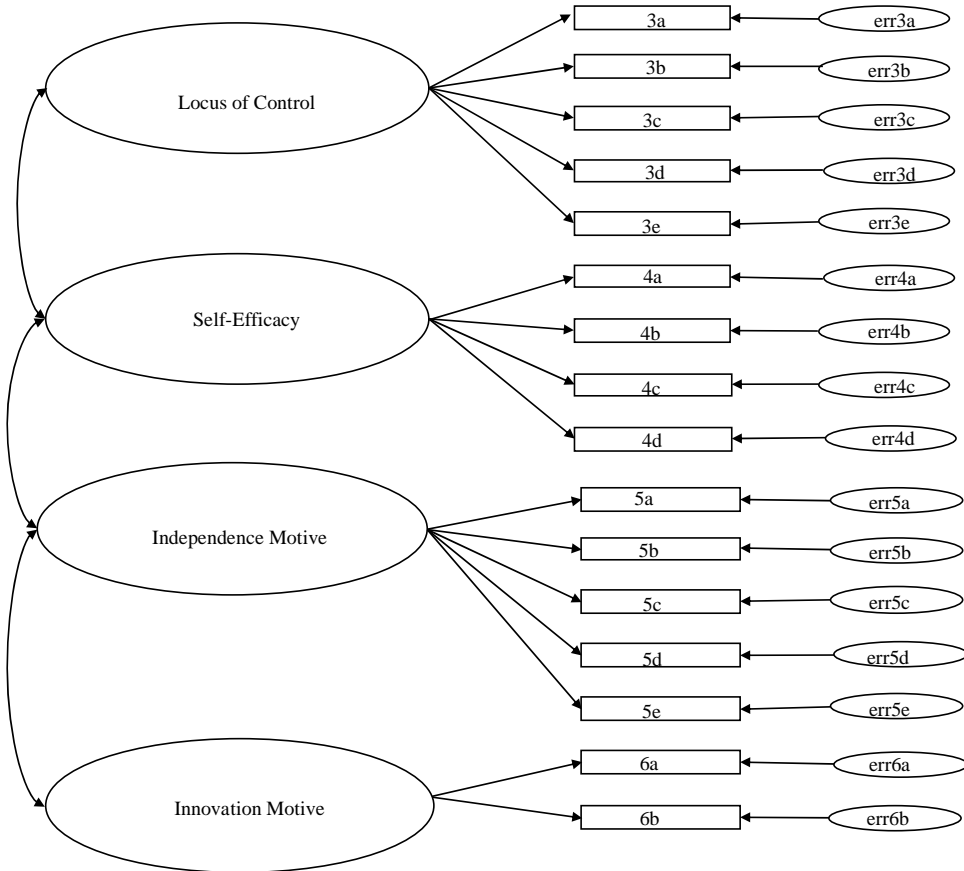 3a err3a
3b err3b
Locus of Control
3c err3c
3d err3d
3e err3e
4a err4a
Self-Efficacy
4b err4b
4c err4c
4d err4d
5a err5a
Independence Motive
5b err5b
5c err5c
5d err5d
5e err5e
6a err6a
Innovation Motive
6b err6b